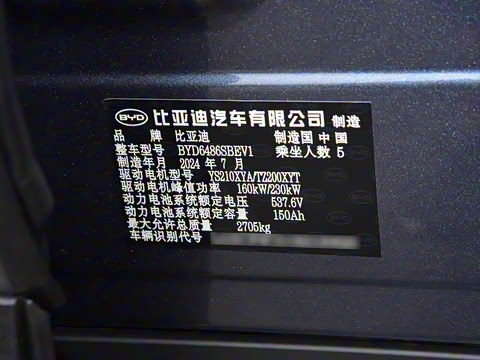 BYD 比亚迪汽车有限公司 制造
品 牌 比亚迪 制造国 中国
整车型号 BYD6486SBEV1 乘坐人数 5
制造年月 2024 年 7 月
驱动电机型号 YS210XYA/TZ200XYT
驱动电机峰值功率 160kW/230kW
动力电池系统额定电压 537.6V
动力电池系统额定容量 150Ah
最大允许总质量 2705kg
车辆识别代号